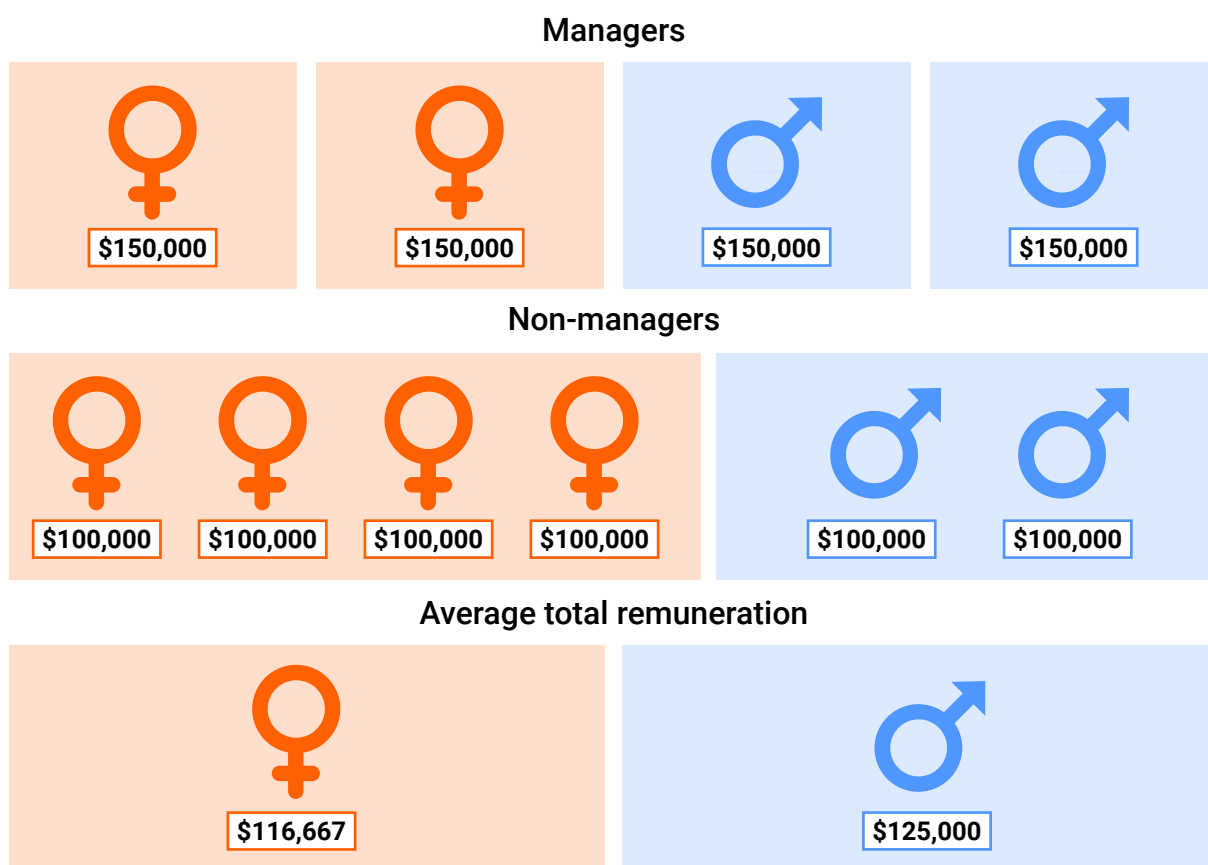 Managers
$150,000 $150,000 $150,000 $150,000
Non-managers
$100,000 $100,000 $100,000 $100,000 $100,000 $100,000
Average total remuneration
$116,667 $125,000